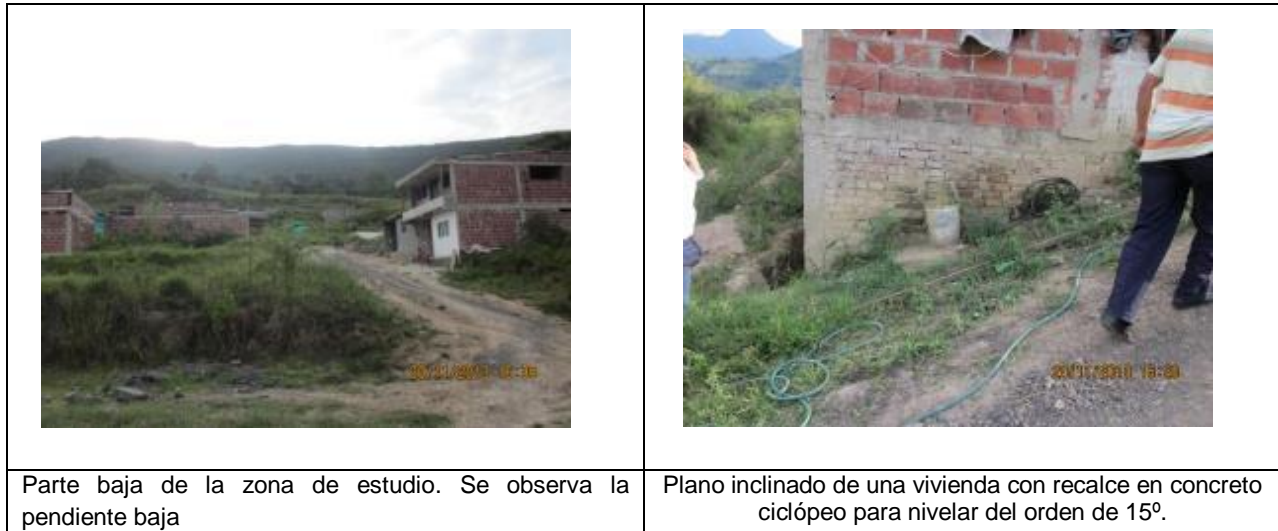 Parte baja de la zona de estudio. Se observa la
pendiente baja
Plano inclinado de una vivienda con recalce en concreto
ciclópeo para nivelar del orden de 15º.